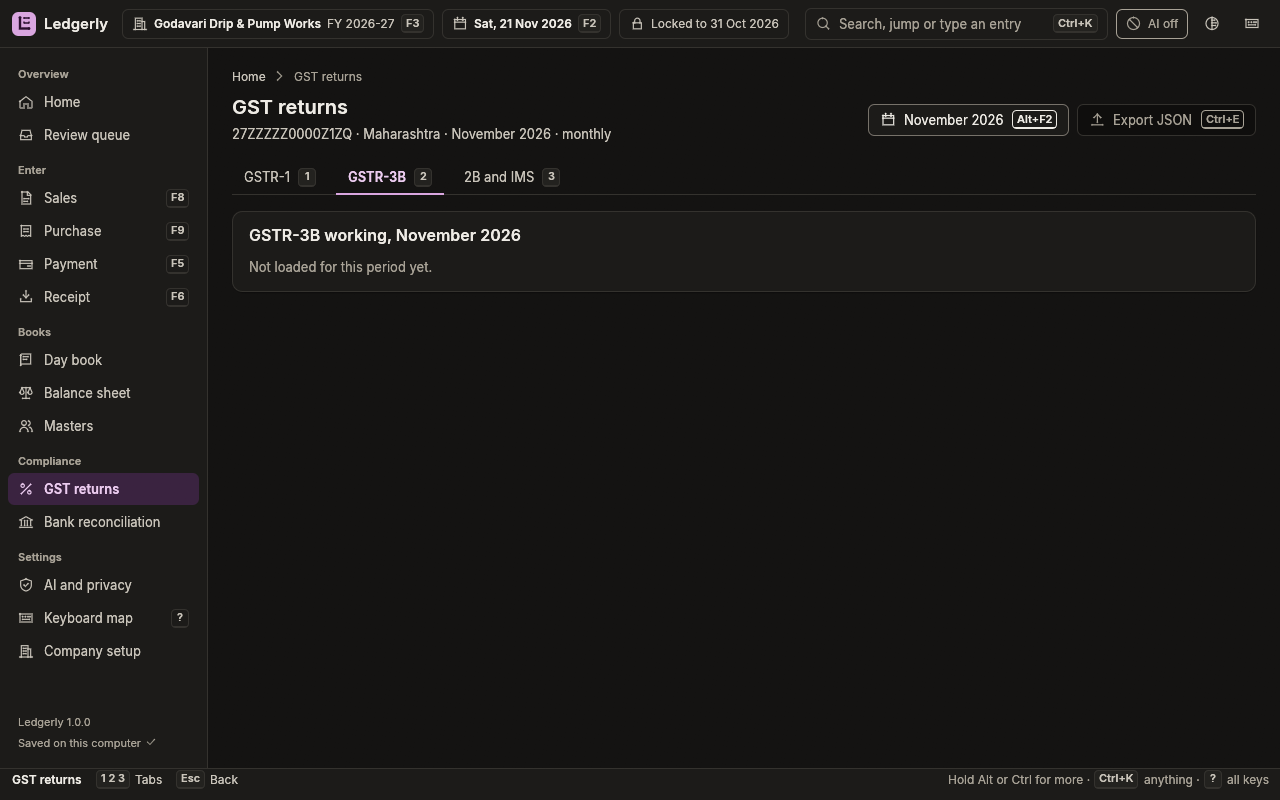 Ledgerly
Godavari Drip & Pump Works FY 2026-27 F3
Sat, 21 Nov 2026 F2
Locked to 31 Oct 2026
Search, jump or type an entry Ctrl+K
AI off
Overview
Home
Review queue
Enter
Sales F8
Purchase F9
Payment F5
Receipt F6
Books
Day book
Balance sheet
Masters
Compliance
GST returns
Bank reconciliation
Settings
AI and privacy
Keyboard map ?
Company setup
Ledgerly 1.0.0
Saved on this computer
Home GST returns
GST returns
27ZZZZZ0000Z1ZQ · Maharashtra · November 2026 · monthly
November 2026 Alt+F2
Export JSON Ctrl+E
GSTR-1 1
GSTR-3B 2
2B and IMS 3
GSTR-3B working, November 2026
Not loaded for this period yet.
GST returns 1 2 3 Tabs Esc Back
Hold Alt or Ctrl for more · Ctrl+K anything · ? all keys